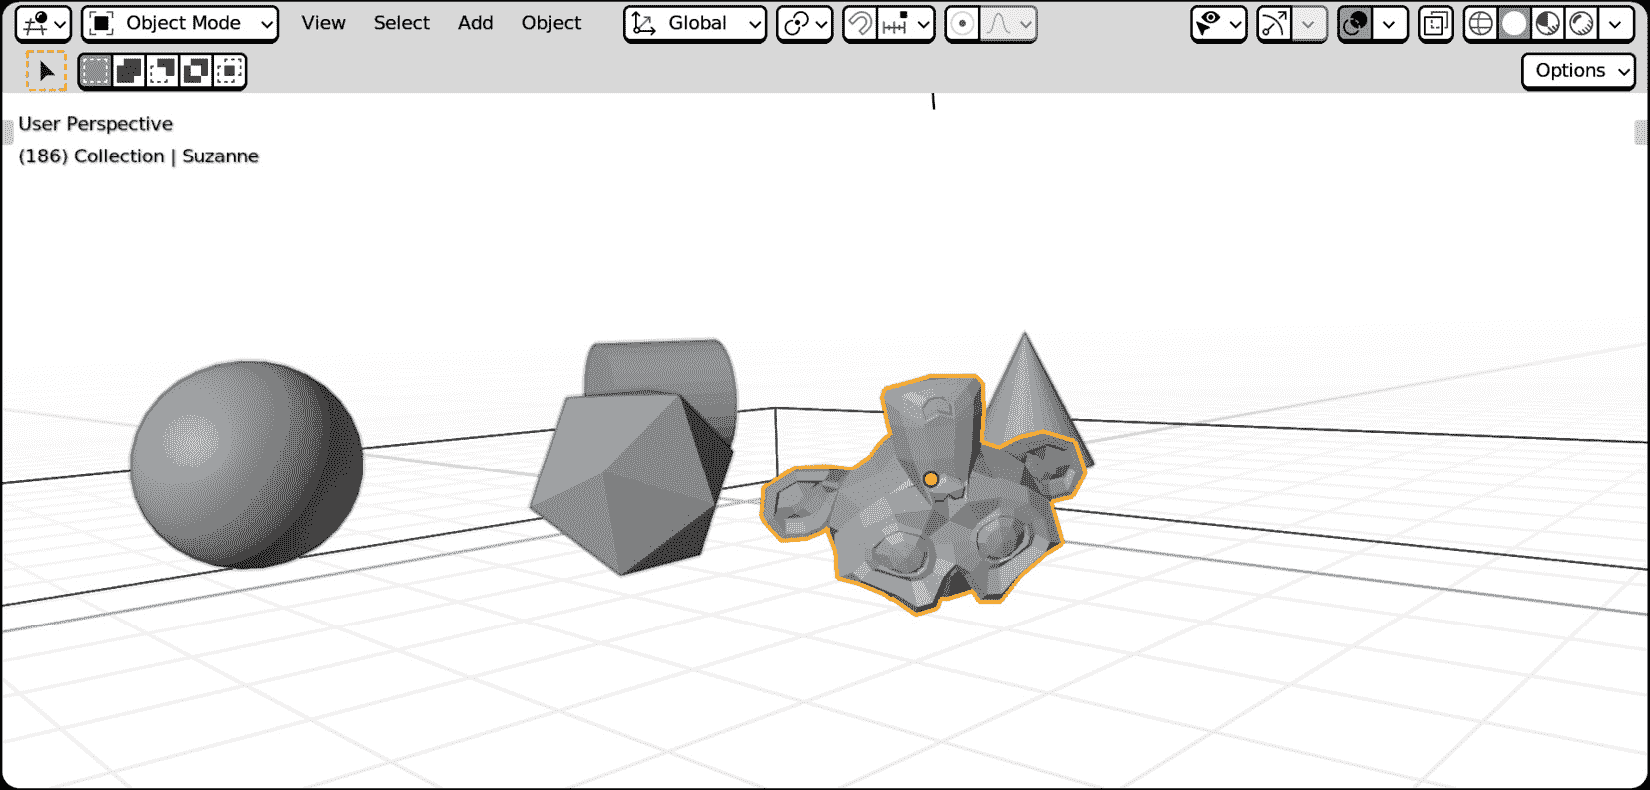 Object Mode View Select Add Object Global
Options
User Perspective
(186) Collection | Suzanne